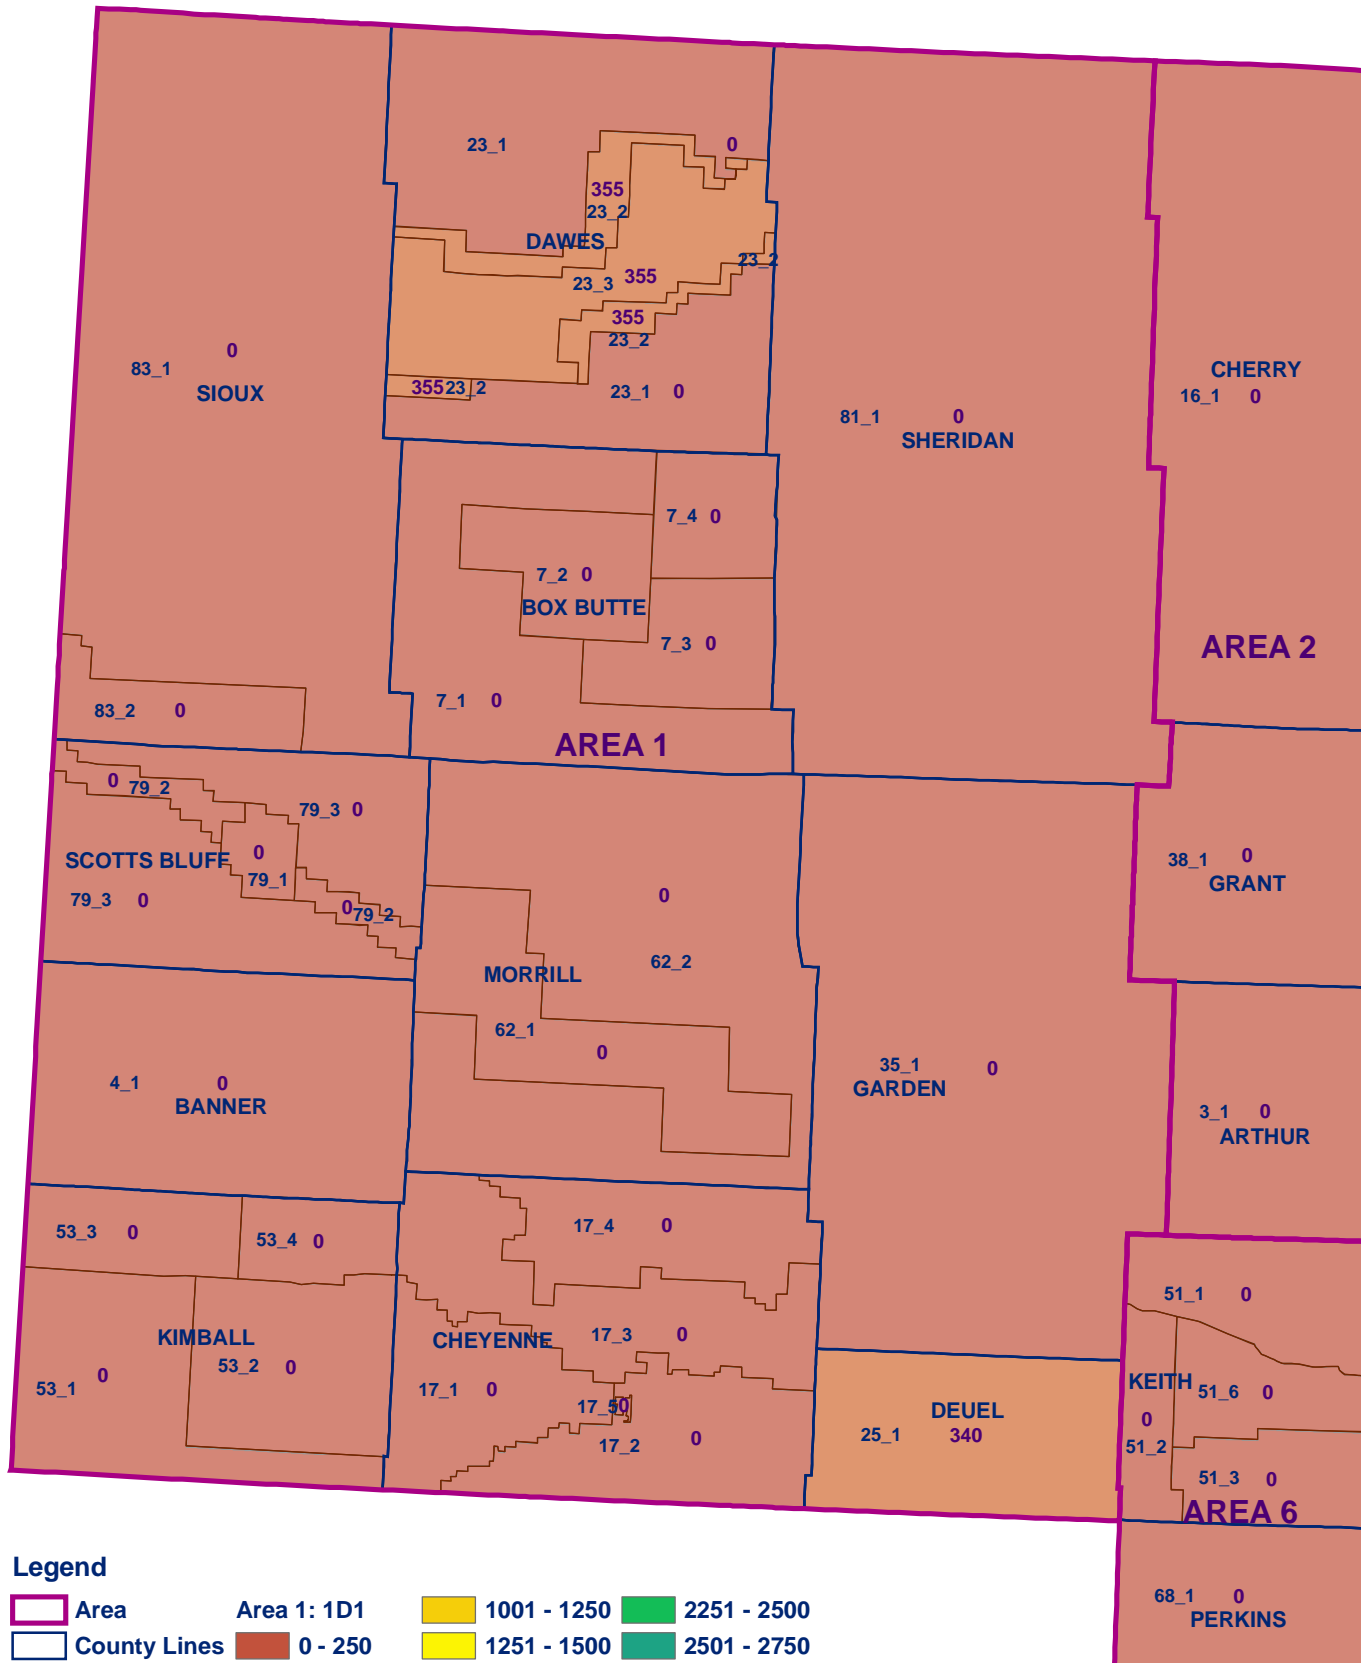 23_1
0
355
23_2
DAWES
23_2
23_3 355
355
23_2
0
83_1
SIOUX
355 23_2
23_1 0
81_1 0
SHERIDAN
CHERRY
16_1 0
7_4 0
7_2 0
BOX BUTTE
7_3 0
AREA 2
83_2 0
7_1 0
AREA 1
0 79_2
79_3 0
SCOTTS BLUFF 0
79_1
79_3 0
0 79_2
0
62_2
MORRILL
62_1
0
38_1 0
GRANT
35_1 0
GARDEN
4_1 0
BANNER
3_1 0
ARTHUR
53_3 0
53_4 0
17_4 0
51_1 0
KIMBALL
53_2 0
53_1 0
CHEYENNE
17_3 0
17_1 0
17_5 0
17_2 0
DEUEL
25_1 340
KEITH
51_6 0
0
51_2
51_3 0
AREA 6
68_1 0
PERKINS
Legend
Area
County Lines
Area 1: 1D1
0 - 250
1001 - 1250
1251 - 1500
2251 - 2500
2501 - 2750